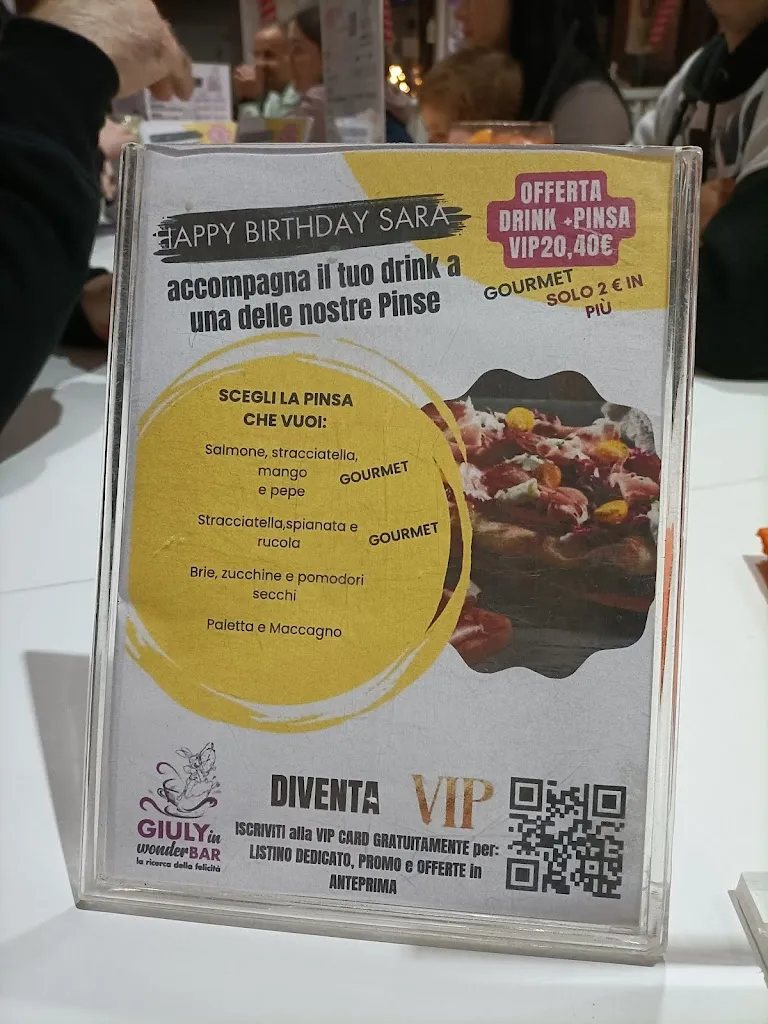 HAPPY BIRTHDAY SARA
OFFERTA
DRINK +PINSA
VIP20,40€
accompagna il tuo drink a
una delle nostre Pinse
GOURMET
SOLO 2 € IN
PIÙ
SCEGLI LA PINSA
CHE VUOI:
Salmone, stracciatella,
mango
e pepe
GOURMET
Stracciatella,spianata e
rucola
GOURMET
Brie, zucchine e pomodori
secchi
Paletta e Maccagno
GIULY in
wonderBAR
la ricerca della felicità
DIVENTA VIP
ISCRIVITI alla VIP CARD GRATUITAMENTE per:
LISTINO DEDICATO, PROMO e OFFERTE in
ANTEPRIMA